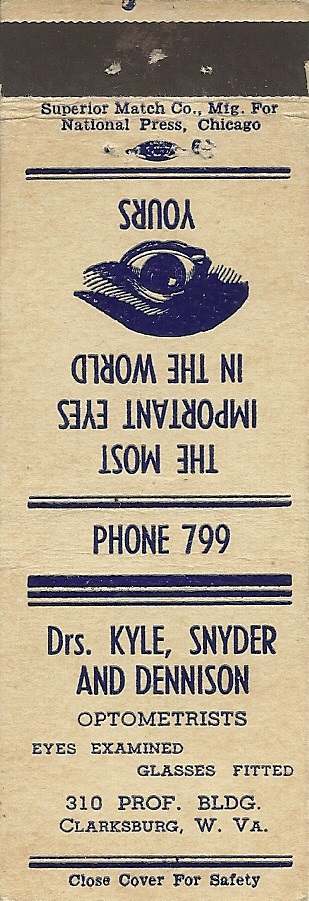 Superior Match Co., Mfg. For
National Press, Chicago
THE MOST
IMPORTANT EYES
IN THE WORLD
YOURS
PHONE 799
Drs. KYLE, SNYDER
AND DENNISON
OPTOMETRISTS
EYES EXAMINED
GLASSES FITTED
310 PROF. BLDG.
CLARKSBURG, W. VA.
Close Cover For Safety